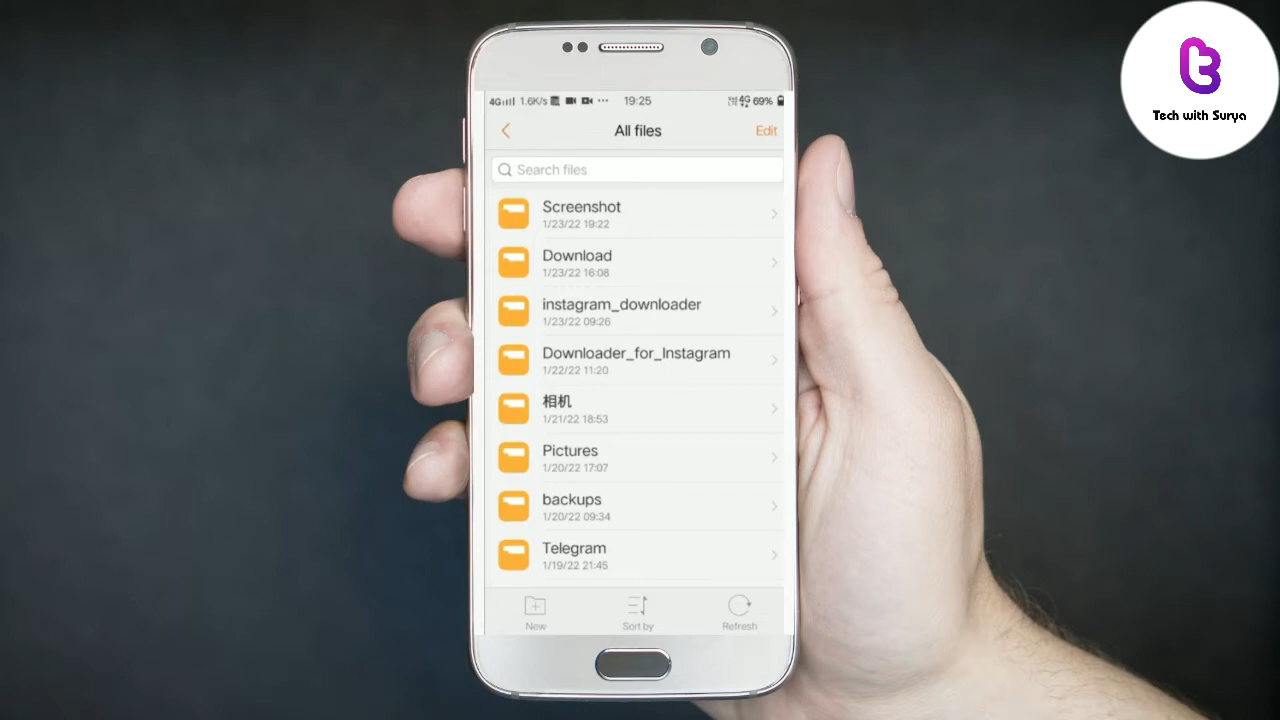 Tech with Surya
4G 1.6K/s ... 19:25 4G 69%
All files
Edit
Search files
Screenshot
1/23/22 19:22
Download
1/23/22 16:08
instagram_downloader
1/23/22 09:26
Downloader_for_Instagram
1/22/22 11:20
相机
1/21/22 18:53
Pictures
1/20/22 17:07
backups
1/20/22 09:34
Telegram
1/19/22 21:45
New
Sort by
Refresh